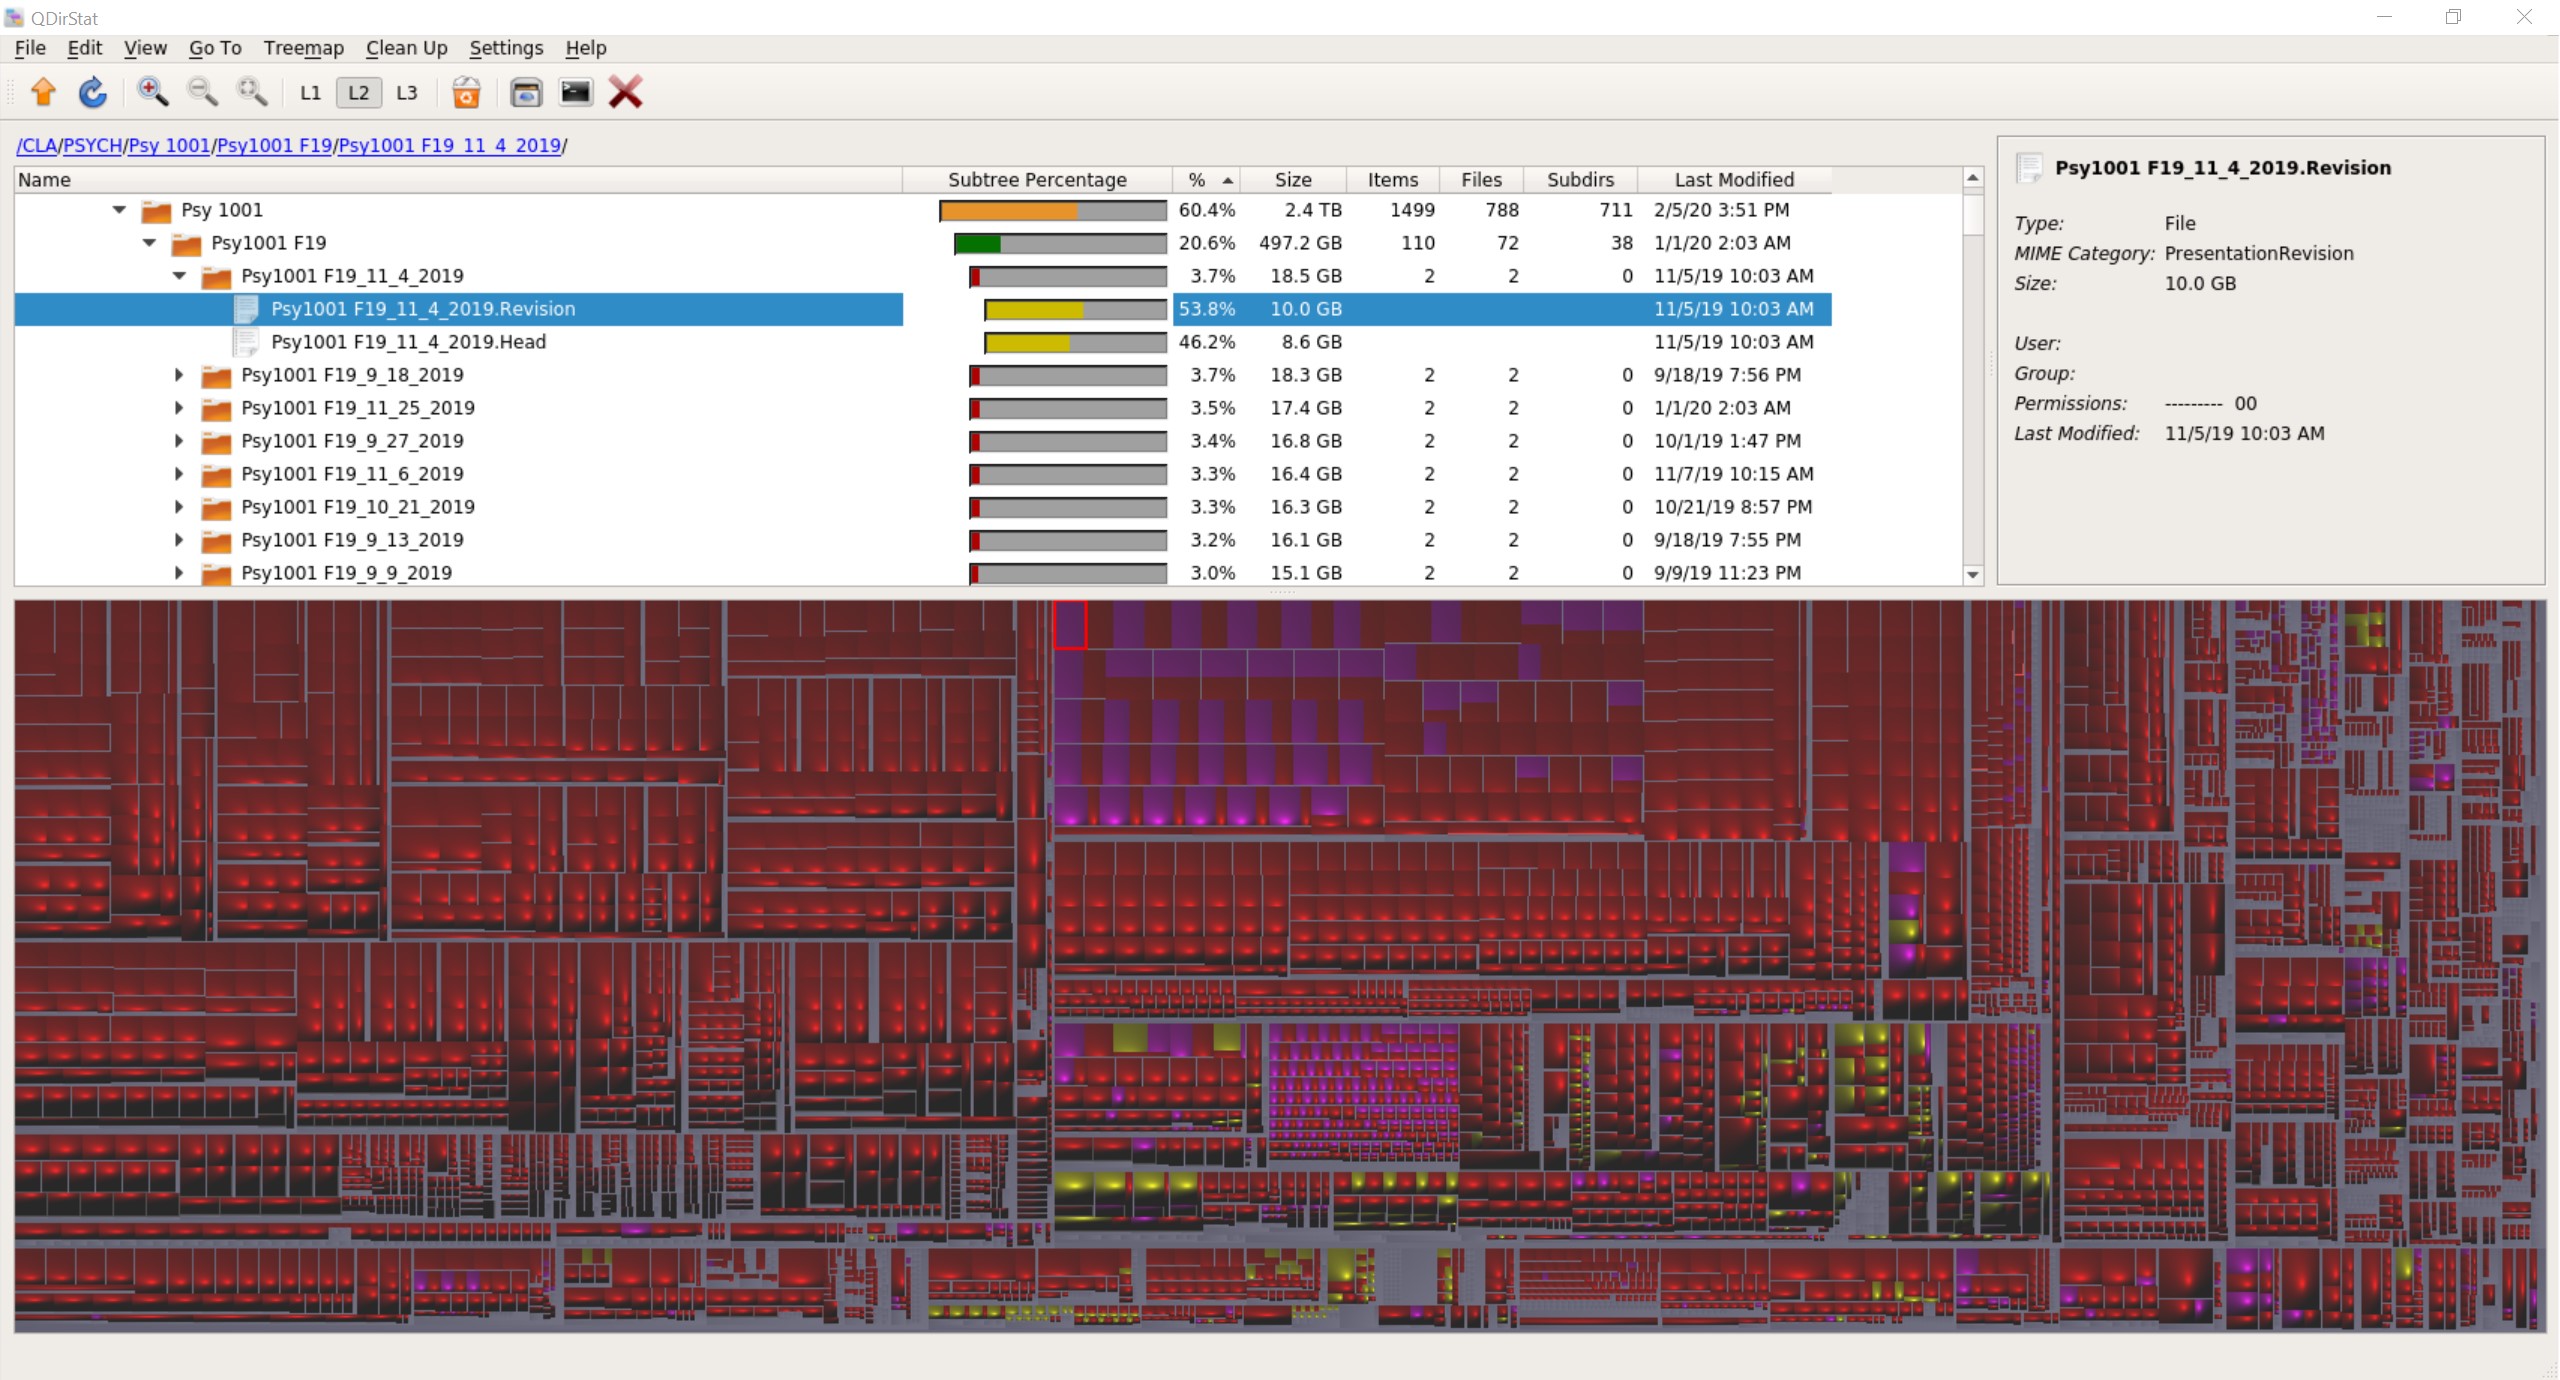 QDirStat
File Edit View Go To Treemap Clean Up Settings Help
L1 L2 L3
/CLA/PSYCH/Psy 1001/Psy1001 F19/Psy1001 F19_11_4_2019/
Name Subtree Percentage % Size Items Files Subdirs Last Modified
Psy 1001 60.4% 2.4 TB 1499 788 711 2/5/20 3:51 PM
Psy1001 F19 20.6% 497.2 GB 110 72 38 1/1/20 2:03 AM
Psy1001 F19_11_4_2019 3.7% 18.5 GB 2 2 0 11/5/19 10:03 AM
Psy1001 F19_11_4_2019.Revision 53.8% 10.0 GB 11/5/19 10:03 AM
Psy1001 F19_11_4_2019.Head 46.2% 8.6 GB 11/5/19 10:03 AM
Psy1001 F19_9_18_2019 3.7% 18.3 GB 2 2 0 9/18/19 7:56 PM
Psy1001 F19_11_25_2019 3.5% 17.4 GB 2 2 0 1/1/20 2:03 AM
Psy1001 F19_9_27_2019 3.4% 16.8 GB 2 2 0 10/1/19 1:47 PM
Psy1001 F19_11_6_2019 3.3% 16.4 GB 2 2 0 11/7/19 10:15 AM
Psy1001 F19_10_21_2019 3.3% 16.3 GB 2 2 0 10/21/19 8:57 PM
Psy1001 F19_9_13_2019 3.2% 16.1 GB 2 2 0 9/18/19 7:55 PM
Psy1001 F19_9_9_2019 3.0% 15.1 GB 2 2 0 9/9/19 11:23 PM
Psy1001 F19_11_4_2019.Revision
Type: File
MIME Category: PresentationRevision
Size: 10.0 GB
User:
Group:
Permissions: --------- 00
Last Modified: 11/5/19 10:03 AM